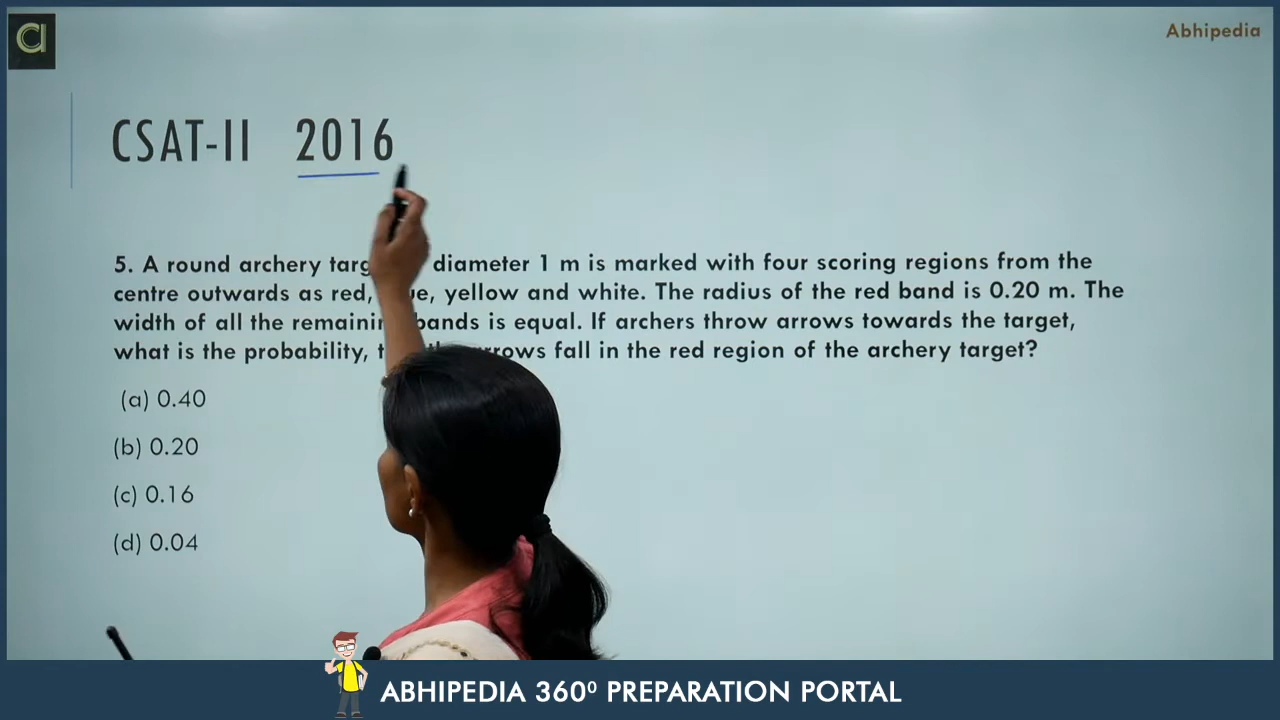 Abhipedia
CSAT-II 2016
5. A round archery diameter 1 m is marked with four scoring regions from the
centre outwards as red, yellow and white. The radius of the red band is 0.20 m. The
width of all the bands is equal. If archers throw arrows towards the target,
what is the probability, fall in the red region of the archery target?
(a) 0.40
(b) 0.20
(c) 0.16
(d) 0.04
ABHIPEDIA 360⁰ PREPARATION PORTAL